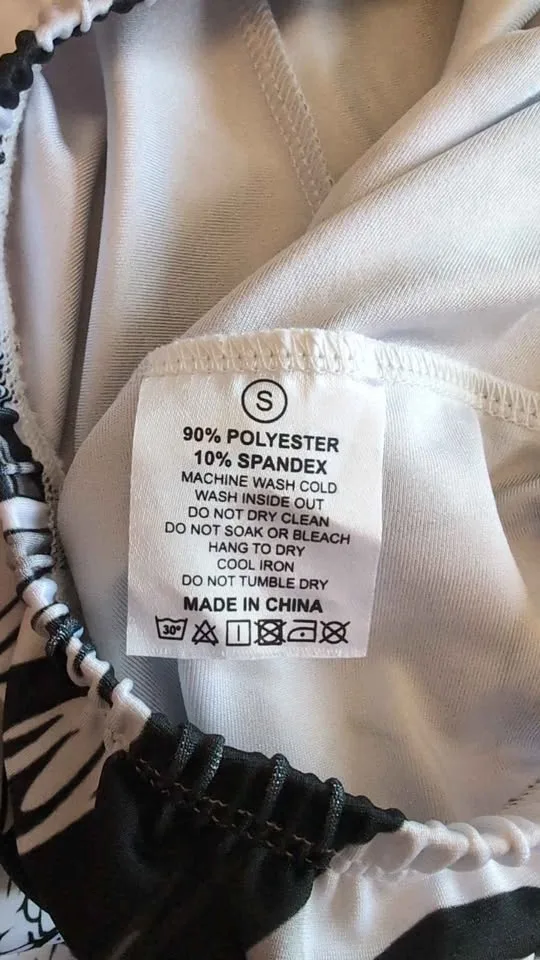 S
90% POLYESTER
10% SPANDEX
MACHINE WASH COLD
WASH INSIDE OUT
DO NOT DRY CLEAN
DO NOT SOAK OR BLEACH
HANG TO DRY
COOL IRON
DO NOT TUMBLE DRY
MADE IN CHINA
30°